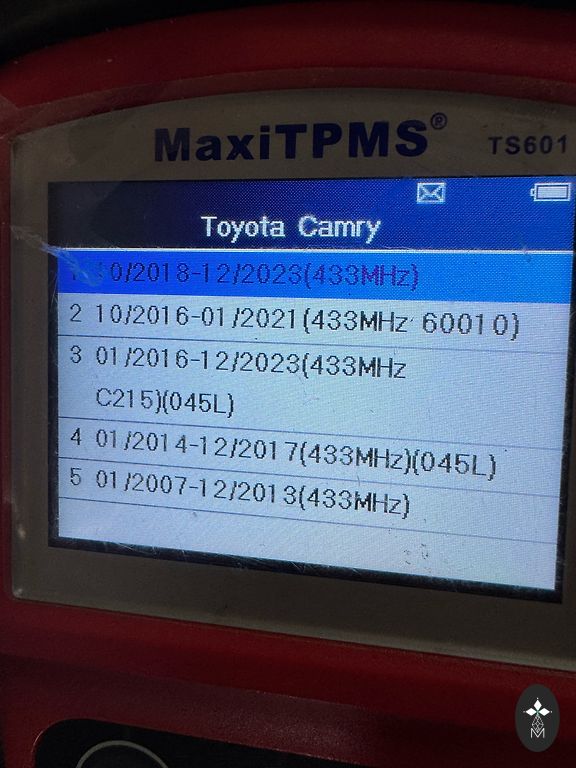 MaxiTPMS®
TS601
Toyota Camry
1 10/2018-12/2023(433MHz)
2 10/2016-01/2021(433MHz 60010)
3 01/2016-12/2023(433MHz
C215)(045L)
4 01/2014-12/2017(433MHz)(045L)
5 01/2007-12/2013(433MHz)
M